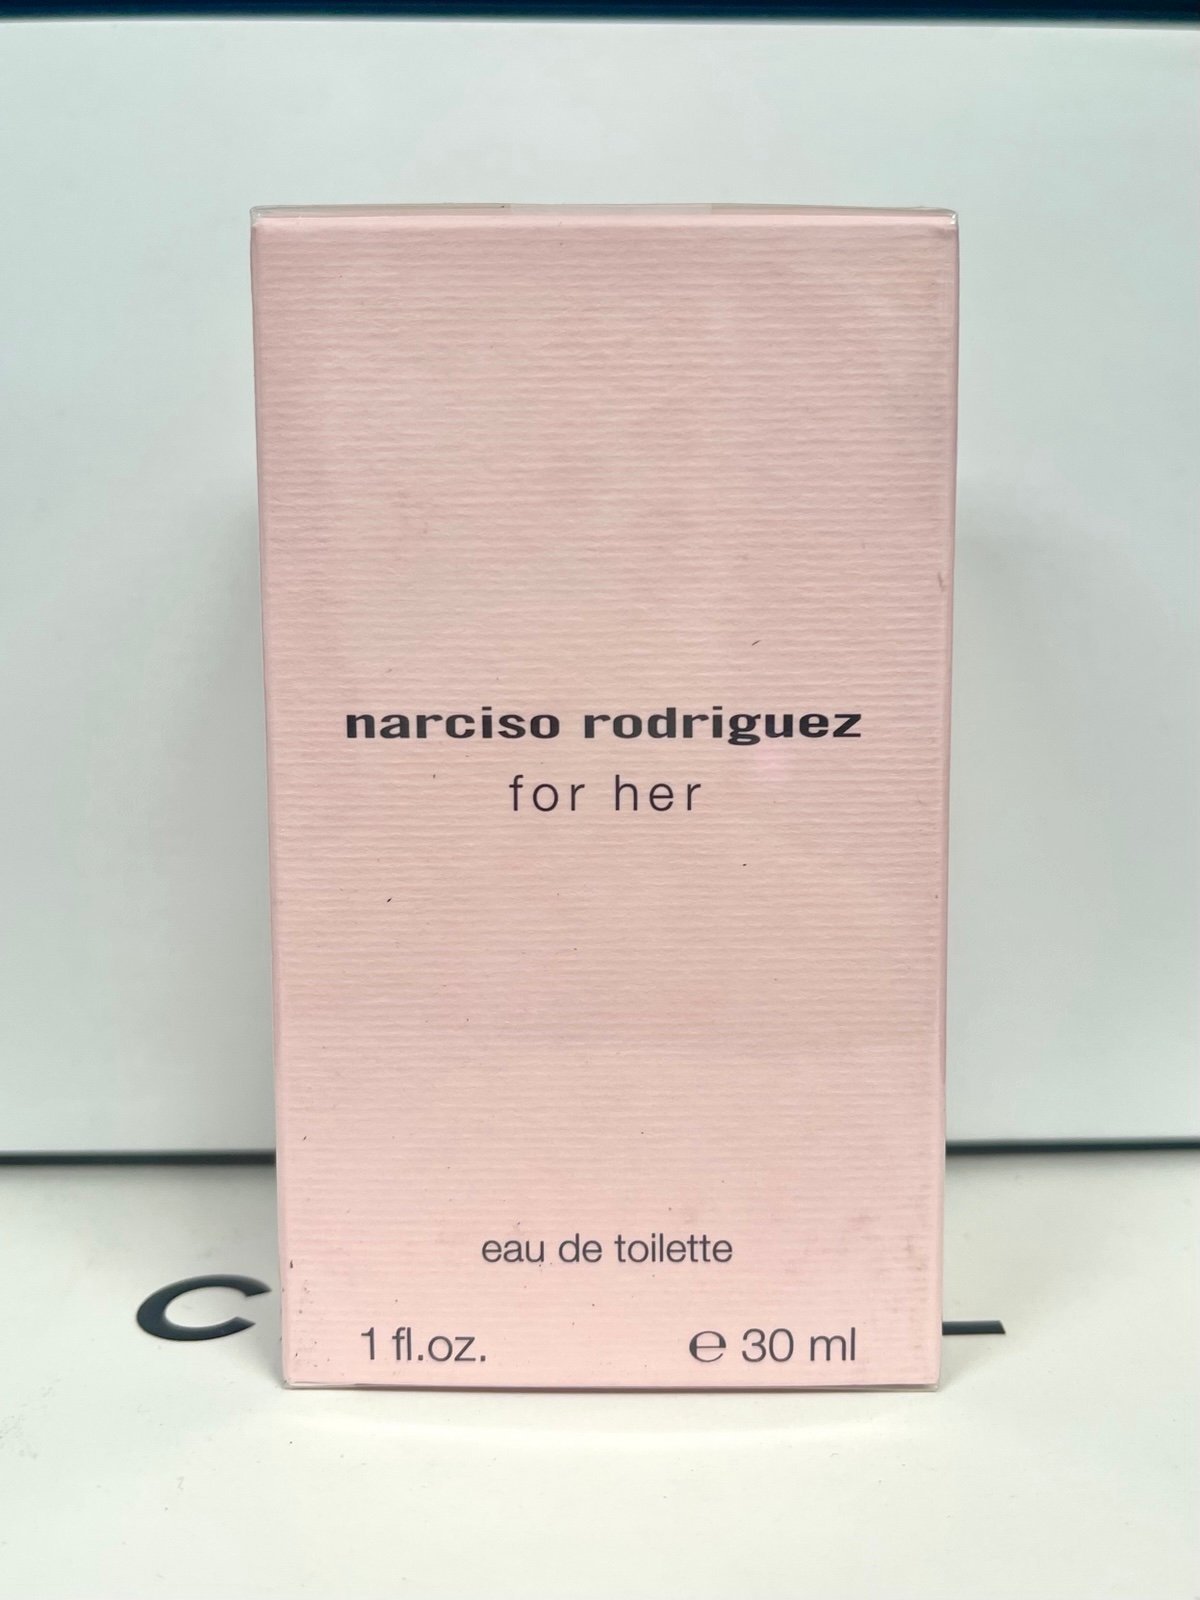 narciso rodriguez
for her
eau de toilette
1 fl.oz. ℮ 30 ml
C L